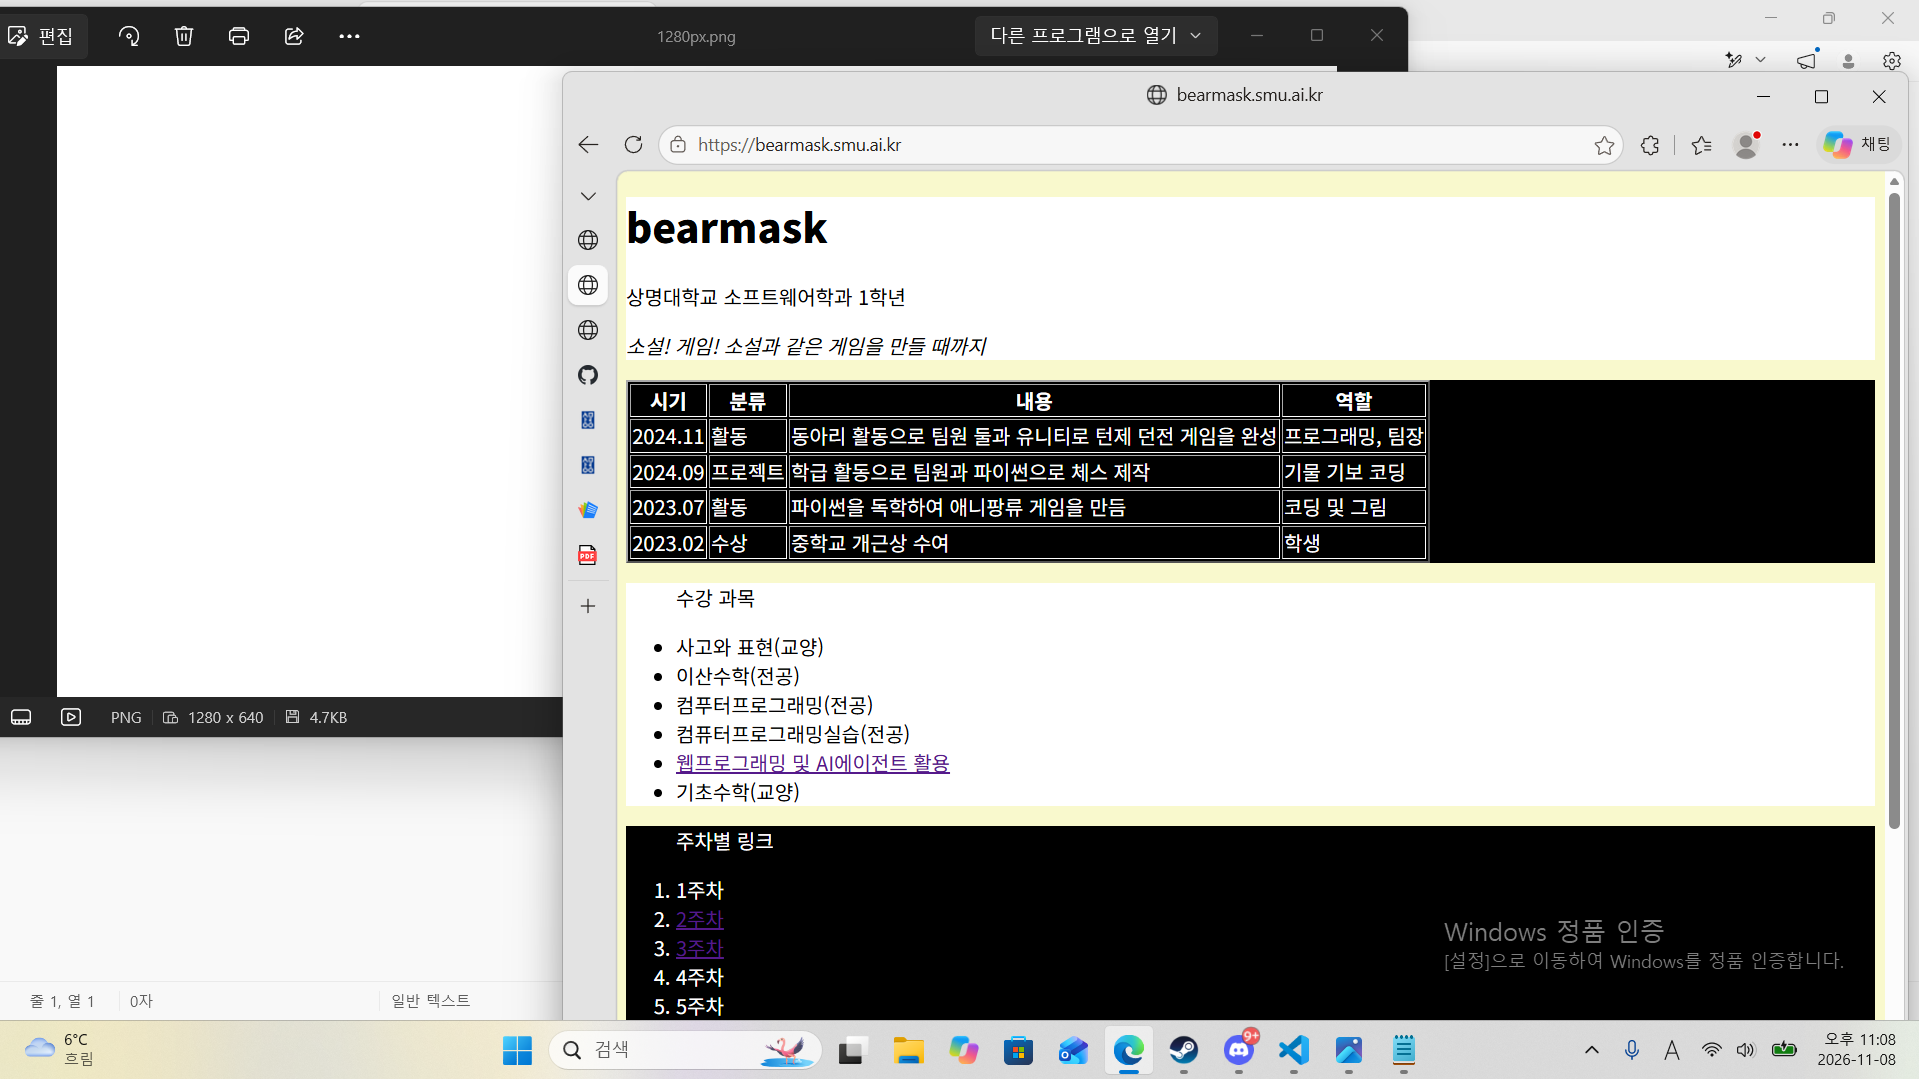 편집
1280px.png
다른 프로그램으로 열기
bearmask.smu.ai.kr
https://bearmask.smu.ai.kr
채팅
bearmask
상명대학교 소프트웨어학과 1학년
소설! 게임! 소설과 같은 게임을 만들 때까지
시기 분류 내용 역할
2024.11 활동 동아리 활동으로 팀원 둘과 유니티로 턴제 던전 게임을 완성 프로그래밍, 팀장
2024.09 프로젝트 학급 활동으로 팀원과 파이썬으로 체스 제작 기물 기보 코딩
2023.07 활동 파이썬을 독학하여 애니팡류 게임을 만듬 코딩 및 그림
2023.02 수상 중학교 개근상 수여 학생
PDF
수강 과목
사고와 표현(교양)
이산수학(전공)
컴푸터프로그래밍(전공)
컴퓨터프로그래밍실습(전공)
웹프로그래밍 및 AI에이전트 활용
기초수학(교양)
PNG 1280 x 640 4.7KB
주차별 링크
1. 1주차
2. 2주차
3. 3주차
4. 4주차
5. 5주차
Windows 정품 인증
[설정]으로 이동하여 Windows를 정품 인증합니다.
줄 1, 열 1 0자 일반 텍스트
6°C
흐림
검색
9+
A
오후 11:08
2026-11-08